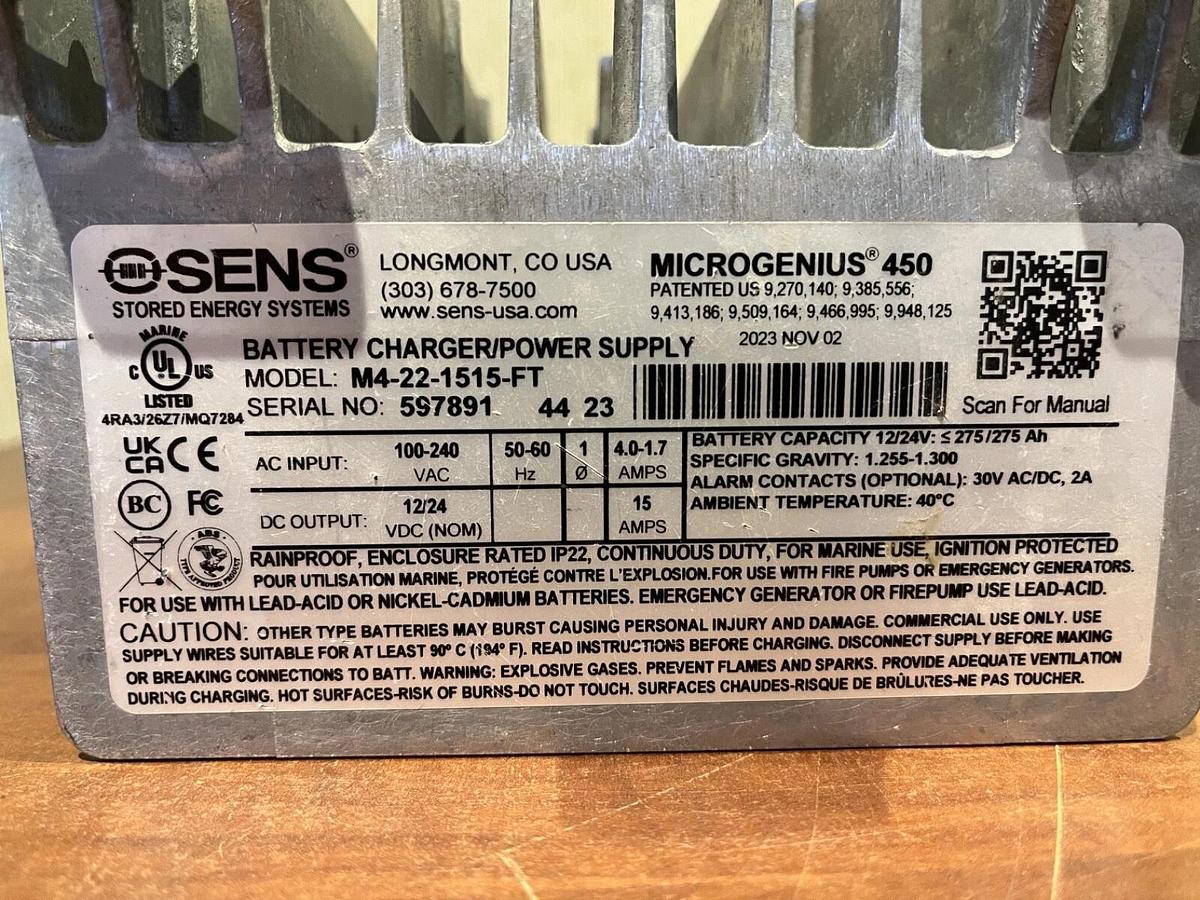 SENS®
STORED ENERGY SYSTEMS
LONGMONT, CO USA
(303) 678-7500
www.sens-usa.com
MICROGENIUS® 450
PATENTED US 9,270,140; 9,385,556;
9,413,186; 9,509,164; 9,466,995; 9,948,125
2023 NOV 02
Scan For Manual
MARINE
C UL US
LISTED
4RA3/26Z7/MQ7284
BATTERY CHARGER/POWER SUPPLY
MODEL: M4-22-1515-FT
SERIAL NO: 597891 44 23
UK
CA CE
BC FC
ABS
TYPE APPROVED PRODUCT
AC INPUT: 100-240 VAC 50-60 Hz 1 Ø 4.0-1.7 AMPS
DC OUTPUT: 12/24 VDC (NOM) 15 AMPS
BATTERY CAPACITY 12/24V: ≤ 275/275 Ah
SPECIFIC GRAVITY: 1.255-1.300
ALARM CONTACTS (OPTIONAL): 30V AC/DC, 2A
AMBIENT TEMPERATURE: 40°C
RAINPROOF, ENCLOSURE RATED IP22, CONTINUOUS DUTY, FOR MARINE USE, IGNITION PROTECTED
POUR UTILISATION MARINE, PROTÉGÉ CONTRE L'EXPLOSION.FOR USE WITH FIRE PUMPS OR EMERGENCY GENERATORS.
FOR USE WITH LEAD-ACID OR NICKEL-CADMIUM BATTERIES. EMERGENCY GENERATOR OR FIREPUMP USE LEAD-ACID.
CAUTION: OTHER TYPE BATTERIES MAY BURST CAUSING PERSONAL INJURY AND DAMAGE. COMMERCIAL USE ONLY. USE
SUPPLY WIRES SUITABLE FOR AT LEAST 90° C (194° F). READ INSTRUCTIONS BEFORE CHARGING. DISCONNECT SUPPLY BEFORE MAKING
OR BREAKING CONNECTIONS TO BATT. WARNING: EXPLOSIVE GASES. PREVENT FLAMES AND SPARKS. PROVIDE ADEQUATE VENTILATION
DURING CHARGING. HOT SURFACES-RISK OF BURNS-DO NOT TOUCH. SURFACES CHAUDES-RISQUE DE BRÛLURES-NE PAS TOUCHER.